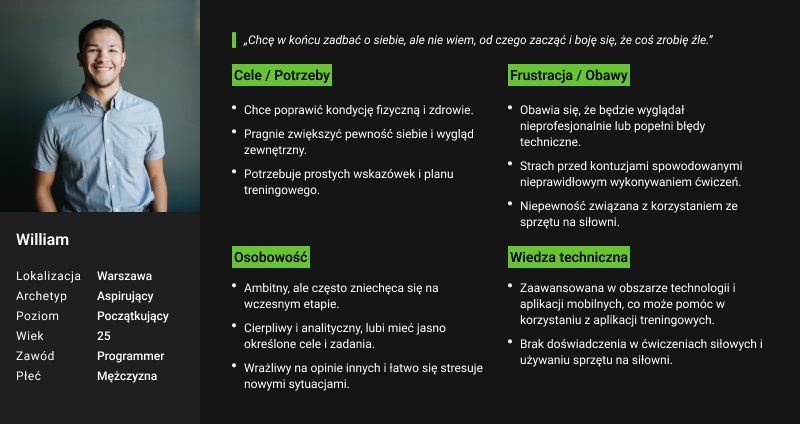 „Chcę w końcu zadbać o siebie, ale nie wiem, od czego zacząć i boję się, że coś zrobię źle.”
Cele / Potrzeby
Chce poprawić kondycję fizyczną i zdrowie.
Pragnie zwiększyć pewność siebie i wygląd
zewnętrzny.
Potrzebuje prostych wskazówek i planu
treningowego.
Frustracja / Obawy
Obawia się, że będzie wyglądał
nieprofesjonalnie lub popełni błędy
techniczne.
Strach przed kontuzjami spowodowanymi
nieprawidłowym wykonywaniem ćwiczeń.
Niepewność związana z korzystaniem ze
sprzętu na siłowni.
William
Lokalizacja Warszawa
Archetyp Aspirujący
Poziom Początkujący
Wiek 25
Zawód Programmer
Płeć Mężczyzna
Osobowość
Ambitny, ale często zniechęca się na
wczesnym etapie.
Cierpliwy i analityczny, lubi mieć jasno
określone cele i zadania.
Wrażliwy na opinie innych i łatwo się stresuje
nowymi sytuacjami.
Wiedza techniczna
Zaawansowana w obszarze technologii i
aplikacji mobilnych, co może pomóc w
korzystaniu z aplikacji treningowych.
Brak doświadczenia w ćwiczeniach siłowych i
używaniu sprzętu na siłowni.